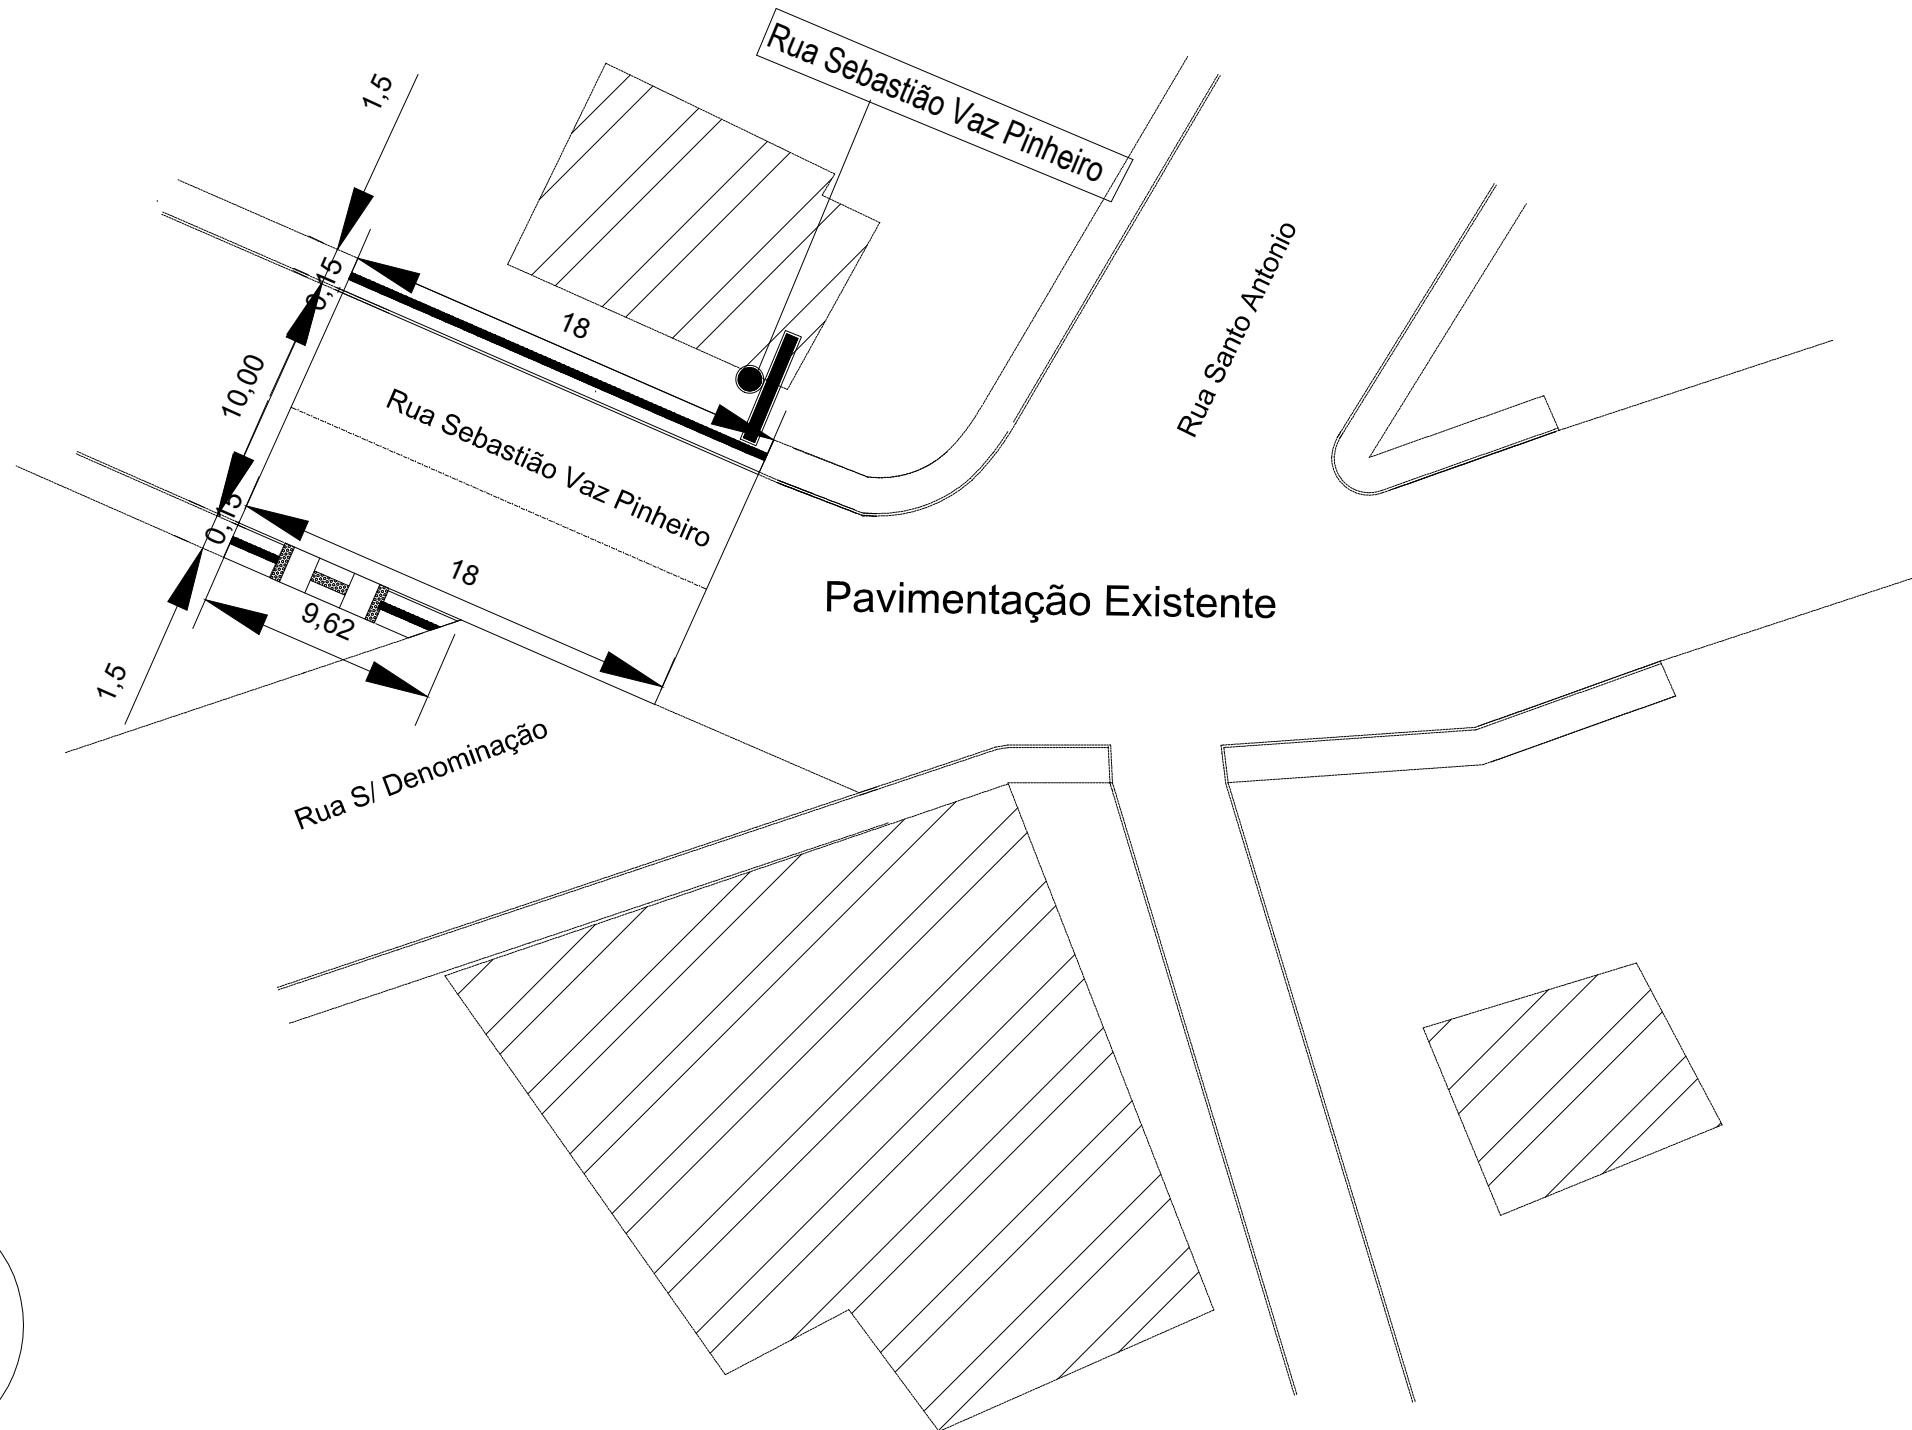 Rua Sebastião Vaz Pinheiro
1,5
0,15
18
10,00
Rua Santo Antonio
Rua Sebastião Vaz Pinheiro
0,15
18
Pavimentação Existente
9,62
1,5
Rua S/ Denominação